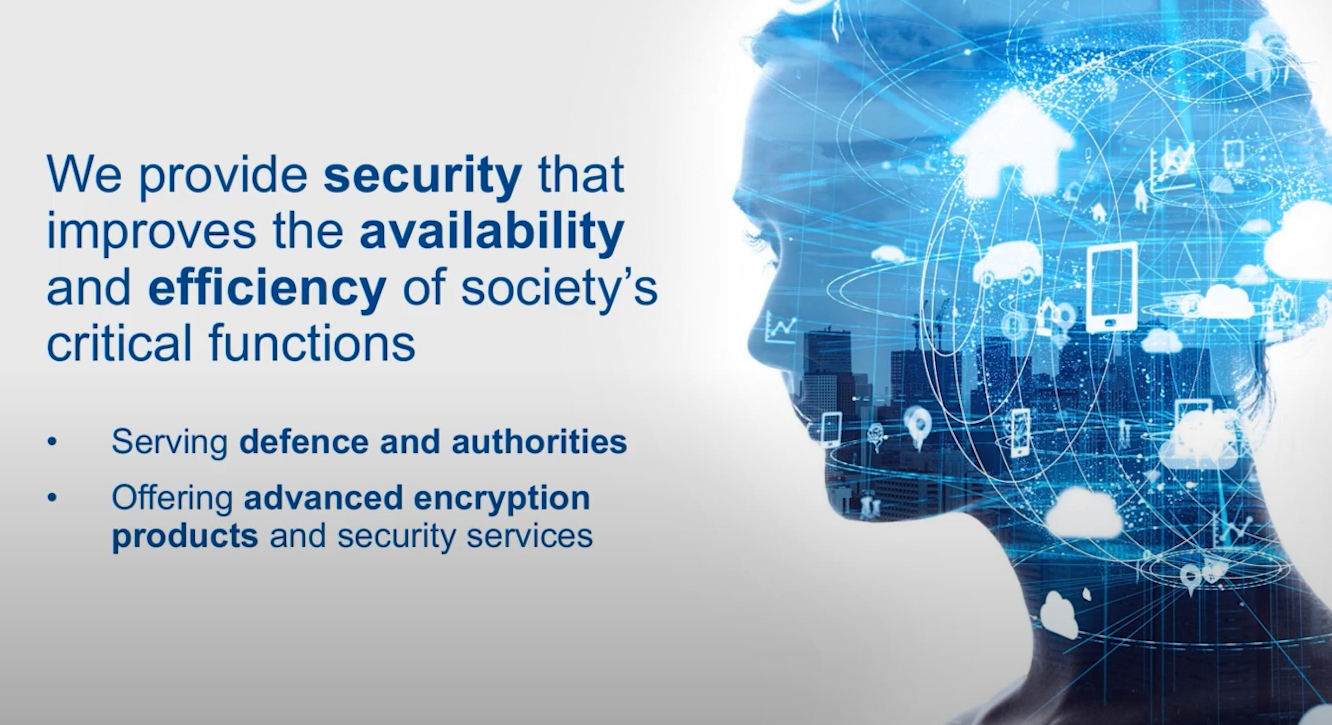 We provide security that
improves the availability
and efficiency of society’s
critical functions
• Serving defence and authorities
• Offering advanced encryption
products and security services